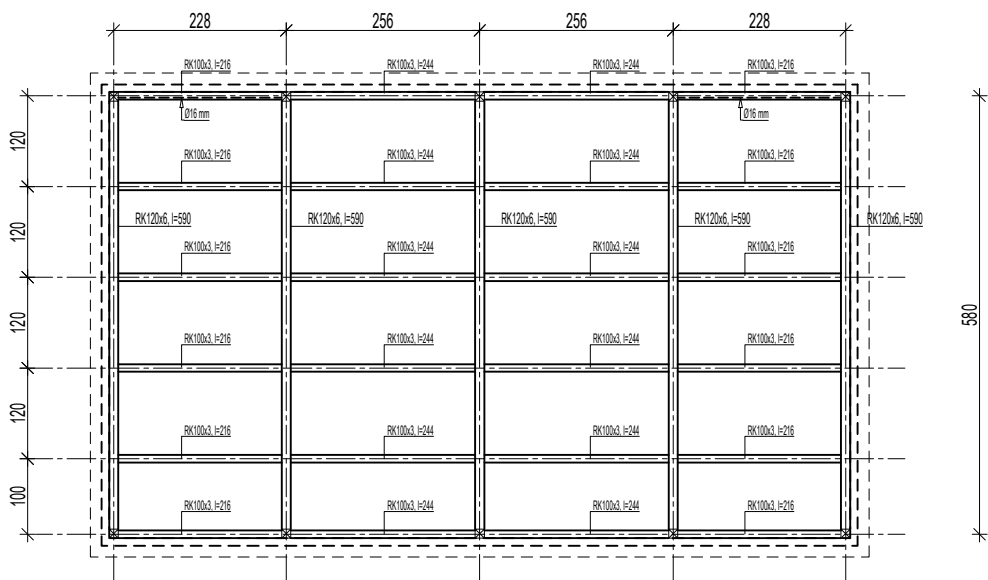 228 256 256 228
RK100x3, l=216 RK100x3, l=244 RK100x3, l=244 RK100x3, l=216
Ø16 mm Ø16 mm
120
RK100x3, l=216 RK100x3, l=244 RK100x3, l=244 RK100x3, l=216
RK120x6, l=590 RK120x6, l=590 RK120x6, l=590 RK120x6, l=590 RK120x6, l=590
120
RK100x3, l=216 RK100x3, l=244 RK100x3, l=244 RK100x3, l=216
120
580
RK100x3, l=216 RK100x3, l=244 RK100x3, l=244 RK100x3, l=216
120
RK100x3, l=216 RK100x3, l=244 RK100x3, l=244 RK100x3, l=216
100
RK100x3, l=216 RK100x3, l=244 RK100x3, l=244 RK100x3, l=216